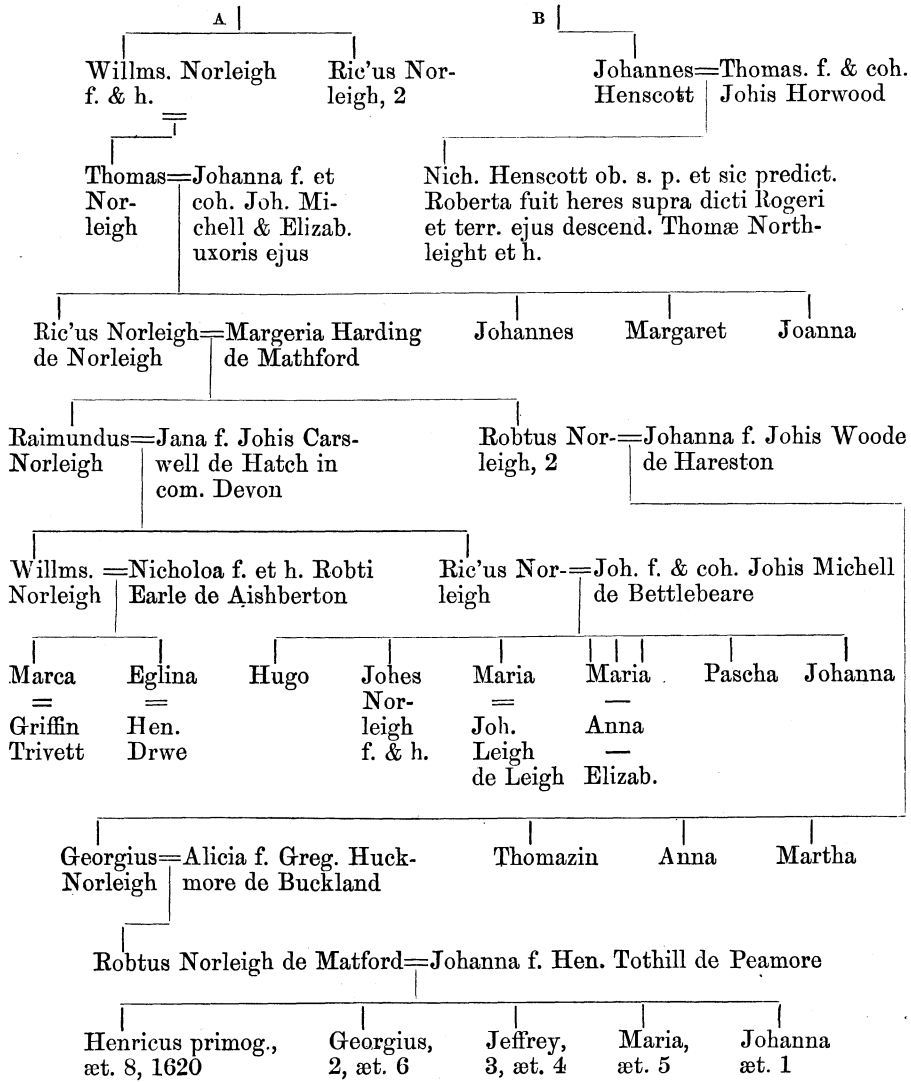 A
B
Willms. Norleigh
f. & h.
Ric'us Nor-
leigh, 2
Johannes=Thomas. f. & coh.
Henscott Johis Horwood
=
Thomas=Johanna f. et
Nor- coh. Joh. Mi-
leigh chell & Elizab.
uxoris ejus
Nich. Henscott ob. s. p. et sic predict.
Roberta fuit heres supra dicti Rogeri
et terr. ejus descend. Thomæ North-
leight et h.
Ric'us Norleigh=Margeria Harding
de Norleigh de Mathford
Johannes
Margaret
Joanna
Raimundus=Jana f. Johis Cars-
Norleigh well de Hatch in
com. Devon
Robtus Nor-=Johanna f. Johis Woode
leigh, 2 de Hareston
Willms. =Nicholoa f. et h. Robti
Norleigh Earle de Aishberton
Ric'us Nor-=Joh. f. & coh. Johis Michell
leigh de Bettlebeare
Marca
=
Griffin
Trivett
Eglina
=
Hen.
Drwe
Hugo
Johes
Nor-
leigh
f. & h.
Maria
=
Joh.
Leigh
de Leigh
Maria
—
Anna
—
Elizab.
Pascha
Johanna
Georgius=Alicia f. Greg. Huck-
Norleigh more de Buckland
Thomazin
Anna
Martha
Robtus Norleigh de Matford=Johanna f. Hen. Tothill de Peamore
Henricus primog.,
æt. 8, 1620
Georgius,
2, æt. 6
Jeffrey,
3, æt. 4
Maria,
æt. 5
Johanna
æt. 1